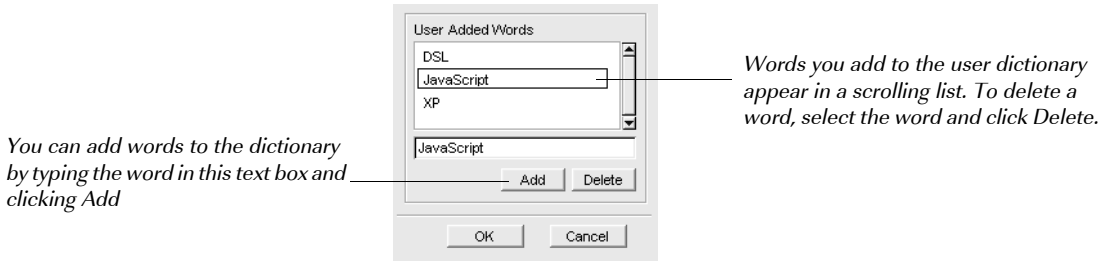 User Added Words
DSL
JavaScript
XP
JavaScript
Add Delete
OK Cancel
You can add words to the dictionary
by typing the word in this text box and
clicking Add
Words you add to the user dictionary
appear in a scrolling list. To delete a
word, select the word and click Delete.